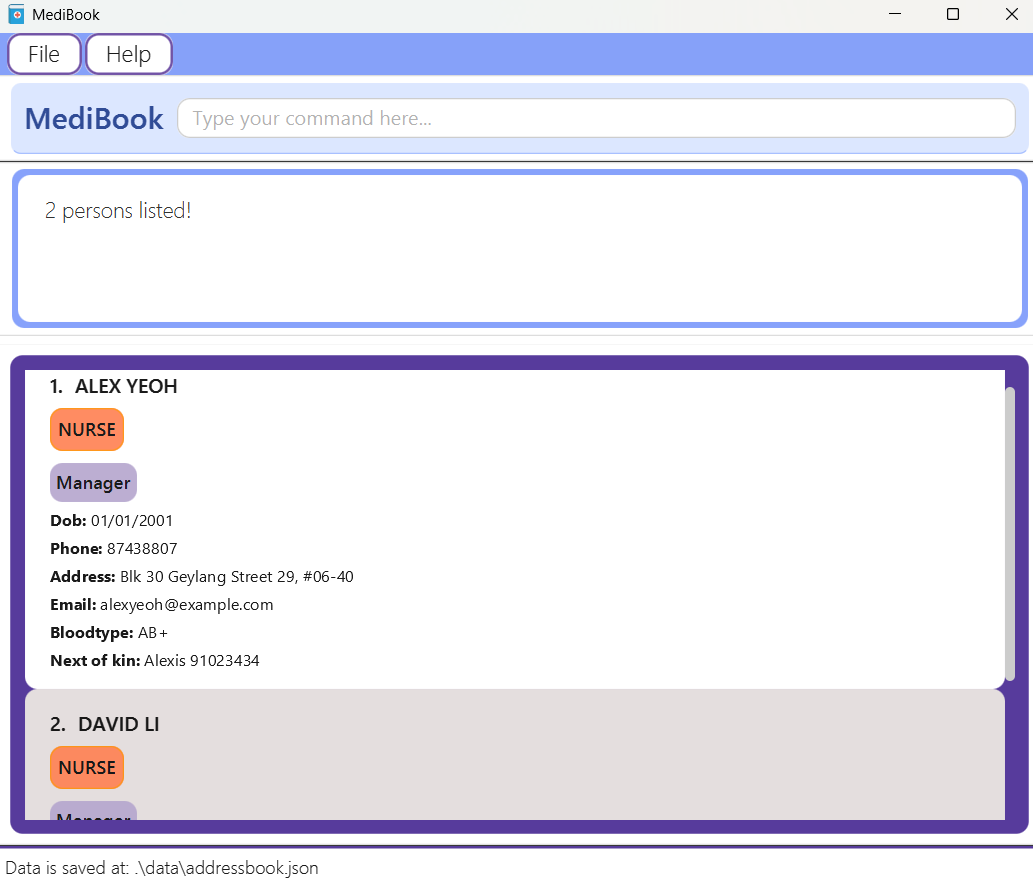 MediBook
File Help
MediBook Type your command here...
2 persons listed!
1. ALEX YEOH
NURSE
Manager
Dob: 01/01/2001
Phone: 87438807
Address: Blk 30 Geylang Street 29, #06-40
Email: alexyeoh@example.com
Bloodtype: AB+
Next of kin: Alexis 91023434
2. DAVID LI
NURSE
Manager
Data is saved at: .\data\addressbook.json